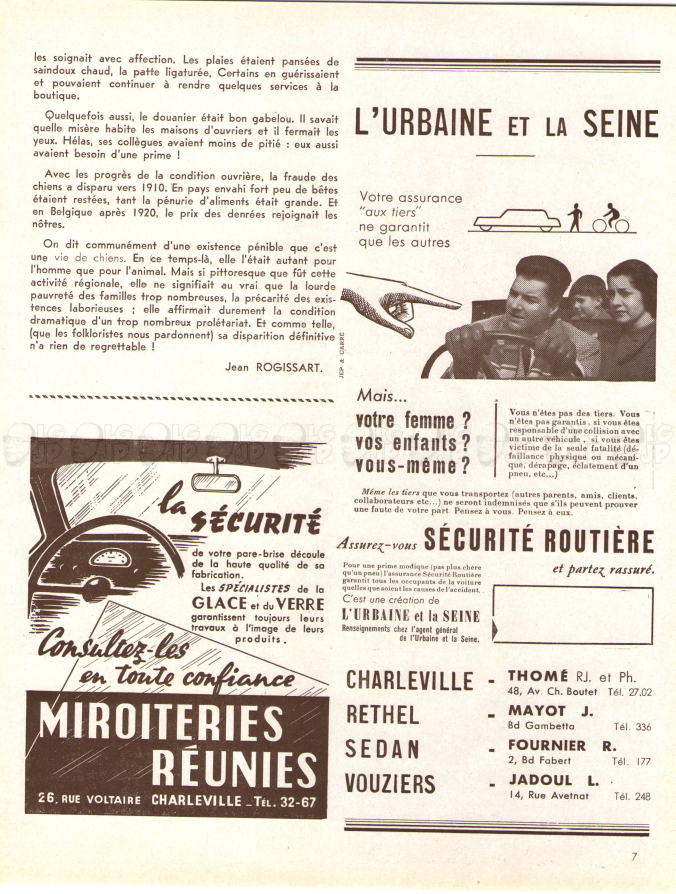 les soignait avec affection. Les plaies étaient pansées de
saindoux chaud, la patte ligaturée. Certains en guérissaient
et pouvaient continuer à rendre quelques services à la
boutique.
Quelquefois aussi, le douanier était bon gabelou. Il savait
quelle misère habite les maisons d'ouvriers et il fermait les
yeux. Hélas, ses collègues avaient moins de pitié : eux aussi
avaient besoin d'une prime !
Avec les progrès de la condition ouvrière, la fraude des
chiens a disparu vers 1910. En pays envahi fort peu de bêtes
étaient restées, tant la pénurie d'aliments était grande. Et
en Belgique après 1920, le prix des denrées rejoignait les
nôtres.
On dit communément d'une existence pénible que c'est
une vie de chiens. En ce temps-là, elle l'était autant pour
l'homme que pour l'animal. Mais si pittoresque que fût cette
activité régionale, elle ne signifiait au vrai que la lourde
pauvreté des familles trop nombreuses, la précarité des exis-
tences laborieuses ; elle affirmait durement la condition
dramatique d'un trop nombreux prolétariat. Et comme telle,
(que les folkloristes nous pardonnent) sa disparition définitive
n'a rien de regrettable !
Jean ROGISSART.
JEP & CARRÉ
la SÉCURITÉ
de votre pare-brise découle
de la haute qualité de sa
fabrication.
Les SPÉCIALISTES de la
GLACE et du VERRE
garantissent toujours leurs
travaux à l'image de leurs
produits.
Consultez-les
en toute confiance
MIROITERIES
RÉUNIES
26, RUE VOLTAIRE CHARLEVILLE _ TÉL. 32-67
L'URBAINE ET LA SEINE
Votre assurance
"aux tiers"
ne garantit
que les autres
Mais...
votre femme ?
vos enfants ?
vous-même ?
Vous n'êtes pas des tiers. Vous
n'êtes pas garantis, si vous êtes
responsable d'une collision avec
un autre véhicule, si vous êtes
victime de la seule fatalité (dé-
faillance physique ou mécani-
que, dérapage, éclatement d'un
pneu, etc...)
Même les tiers que vous transportez (autres parents, amis, clients,
collaborateurs etc...) ne seront indemnisés que s'ils peuvent prouver
une faute de votre part. Pensez à vous. Pensez à eux.
Assurez-vous SÉCURITÉ ROUTIÈRE
et partez rassuré.
Pour une prime modique (pas plus chère
qu'un pneu) l'assurance Sécurité Routière
garantit tous les occupants de la voiture
quelles que soient les causes de l'accident.
C'est une création de
L'URBAINE et la SEINE
Renseignements chez l'agent général
de l'Urbaine et la Seine.
CHARLEVILLE - THOMÉ RJ. et Ph.
48, Av. Ch. Boutet Tél. 27.02
RETHEL - MAYOT J.
Bd Gambetta Tél. 336
SEDAN - FOURNIER R.
2, Bd Fabert Tél. 177
VOUZIERS - JADOUL L.
14, Rue Avetnat Tél. 248
7